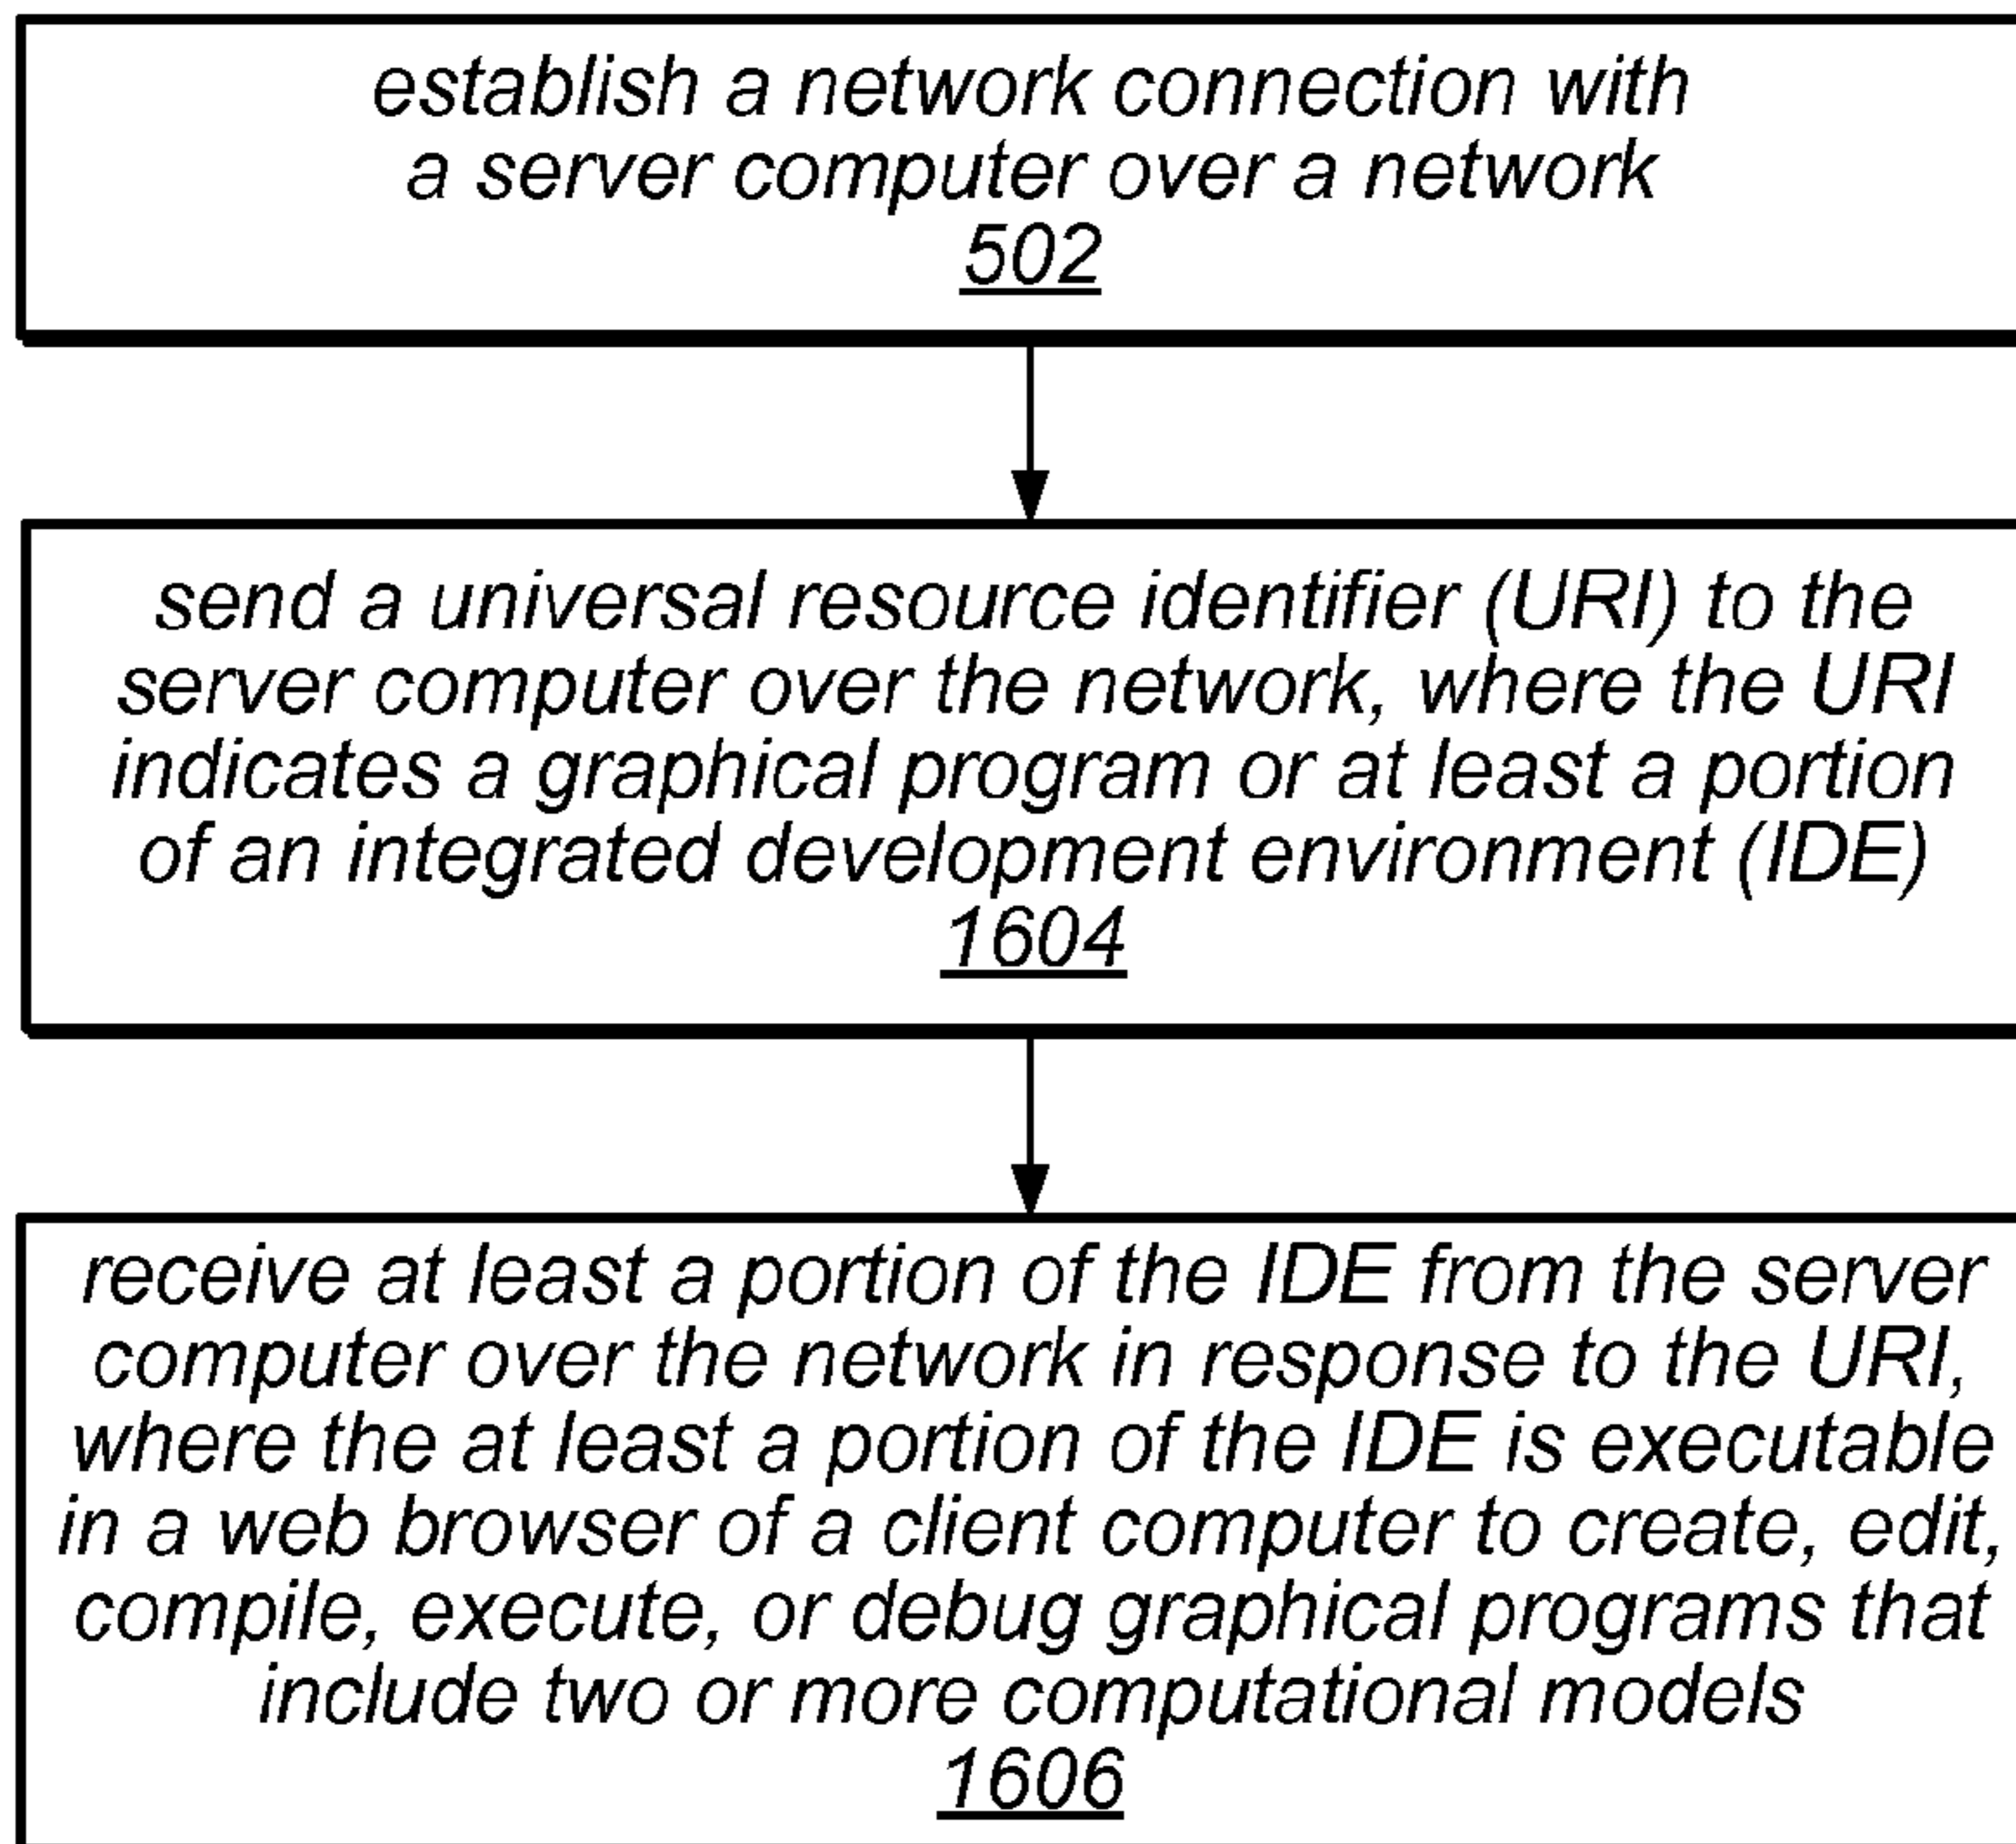 establish a network connection with
a server computer over a network
502
send a universal resource identifier (URI) to the
server computer over the network, where the URI
indicates a graphical program or at least a portion
of an integrated development environment (IDE)
1604
receive at least a portion of the IDE from the server
computer over the network in response to the URI,
where the at least a portion of the IDE is executable
in a web browser of a client computer to create, edit,
compile, execute, or debug graphical programs that
include two or more computational models
1606